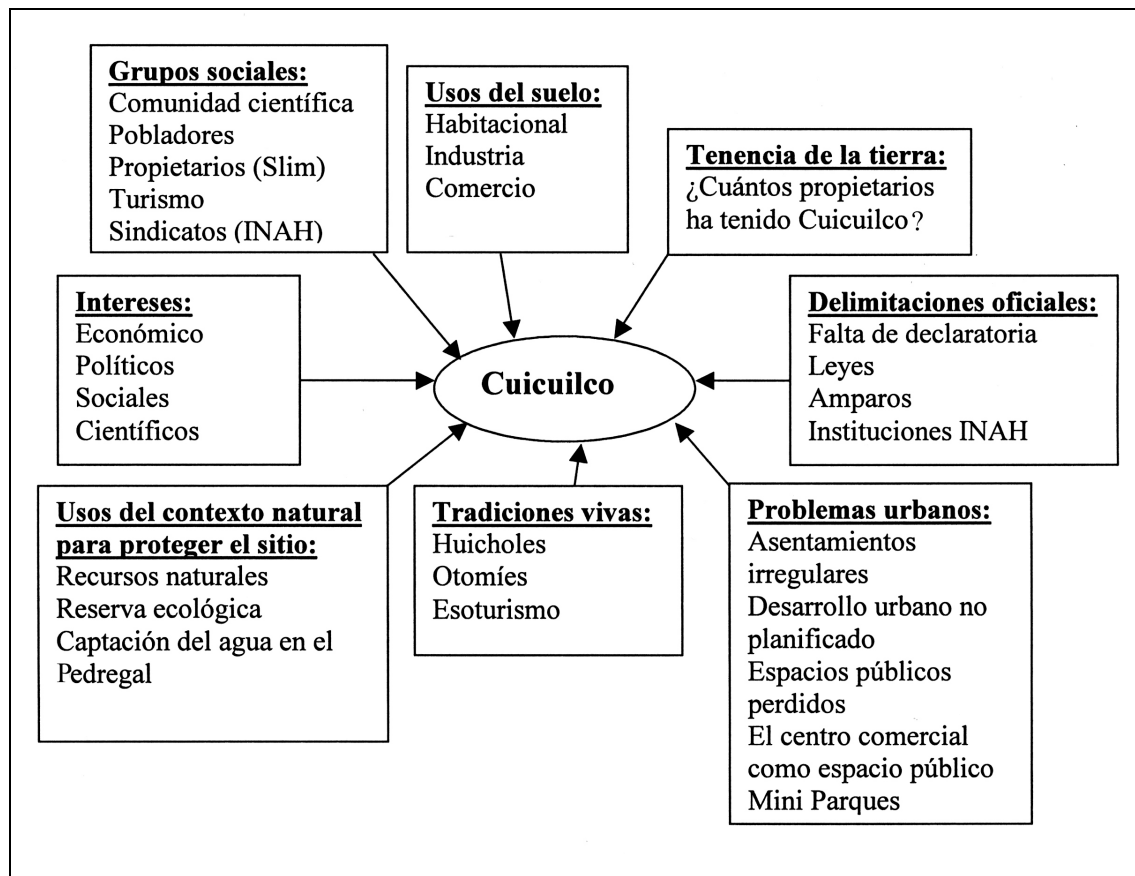 Grupos sociales:
Comunidad científica
Pobladores
Propietarios (Slim)
Turismo
Sindicatos (INAH)
Usos del suelo:
Habitacional
Industria
Comercio
Tenencia de la tierra:
¿Cuántos propietarios
ha tenido Cuicuilco?
Intereses:
Económico
Políticos
Sociales
Científicos
Cuicuilco
Delimitaciones oficiales:
Falta de declaratoria
Leyes
Amparos
Instituciones INAH
Usos del contexto natural
para proteger el sitio:
Recursos naturales
Reserva ecológica
Captación del agua en el
Pedregal
Tradiciones vivas:
Huicholes
Otomíes
Esoturismo
Problemas urbanos:
Asentamientos
irregulares
Desarrollo urbano no
planificado
Espacios públicos
perdidos
El centro comercial
como espacio público
Mini Parques